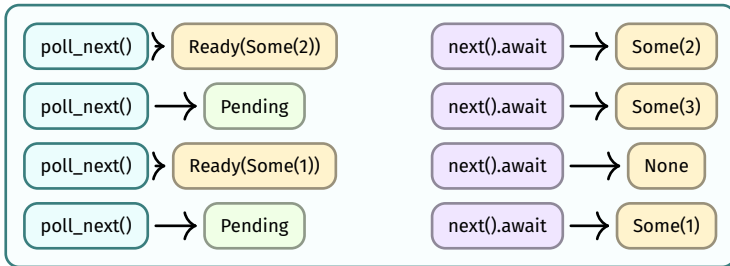 poll_next() Ready(Some(2)) next().await Some(2)
poll_next() Pending next().await Some(3)
poll_next() Ready(Some(1)) next().await None
poll_next() Pending next().await Some(1)